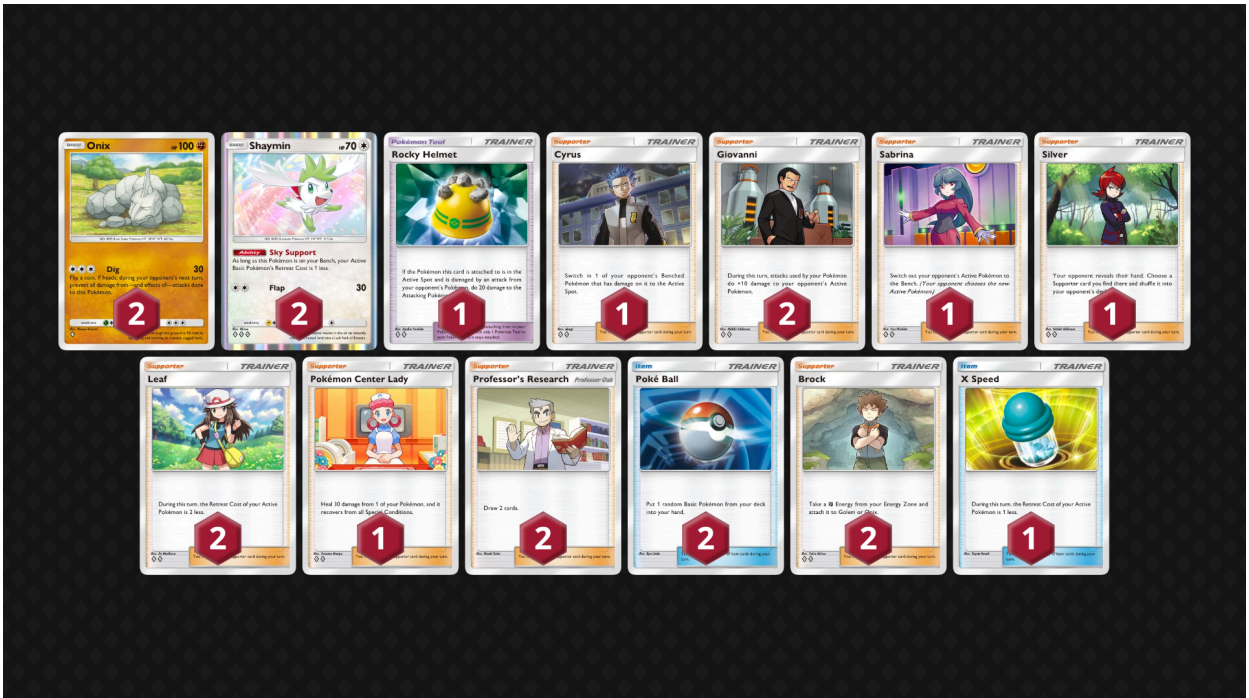 BASIC Onix HP 100
Dig 30
Flip a coin. If heads, during your opponent's next turn,
prevent all damage from—and effects of—attacks done
to this Pokémon.
2
BASIC Shaymin HP 70
Ability Sky Support
As long as this Pokémon is on your Bench, your Active
Basic Pokémon's Retreat Cost is 1 less.
Flap 30
2
Pokémon Tool TRAINER
Rocky Helmet
If the Pokémon this card is attached to is in the
Active Spot and is damaged by an attack from
your opponent's Pokémon, do 20 damage to the
Attacking Pokémon.
1
Supporter TRAINER
Cyrus
Switch in 1 of your opponent's Benched
Pokémon that has damage on it to the Active
Spot.
1
Supporter TRAINER
Giovanni
During this turn, attacks used by your Pokémon
do +10 damage to your opponent's Active
Pokémon.
2
Supporter TRAINER
Sabrina
Switch out your opponent's Active Pokémon to
the Bench. (Your opponent chooses the new
Active Pokémon.)
1
Supporter TRAINER
Silver
Your opponent reveals their hand. Choose a
Supporter card you find there and shuffle it into
your opponent's deck.
1
Supporter TRAINER
Leaf
During this turn, the Retreat Cost of your Active
Pokémon is 2 less.
2
Supporter TRAINER
Pokémon Center Lady
Heal 30 damage from 1 of your Pokémon, and it
recovers from all Special Conditions.
1
Supporter TRAINER
Professor's Research Professor Oak
Draw 2 cards.
2
Item TRAINER
Poké Ball
Put 1 random Basic Pokémon from your deck
into your hand.
2
Supporter TRAINER
Brock
Take a Energy from your Energy Zone and
attach it to Golem or Onix.
2
Item TRAINER
X Speed
During this turn, the Retreat Cost of your Active
Pokémon is 1 less.
1